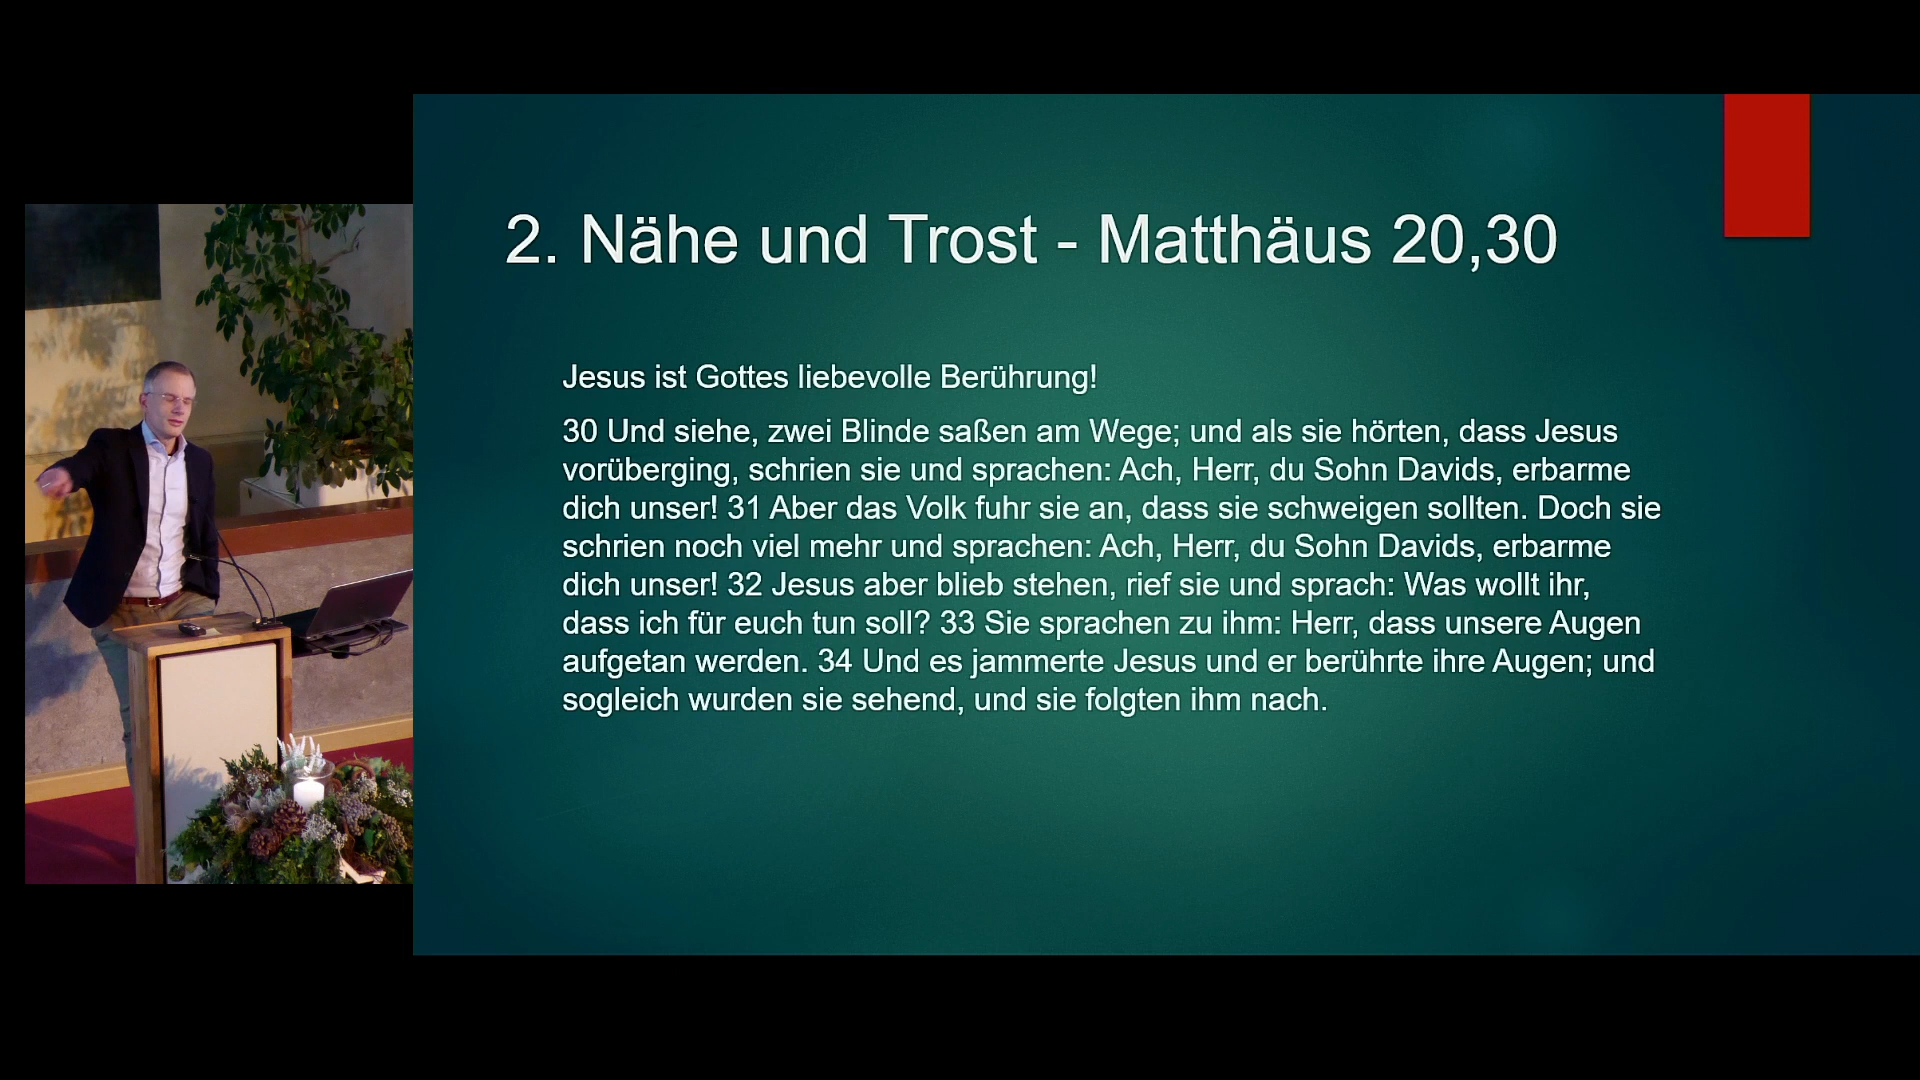 2. Nähe und Trost - Matthäus 20,30
Jesus ist Gottes liebevolle Berührung!
30 Und siehe, zwei Blinde saßen am Wege; und als sie hörten, dass Jesus
vorüberging, schrien sie und sprachen: Ach, Herr, du Sohn Davids, erbarme
dich unser! 31 Aber das Volk fuhr sie an, dass sie schweigen sollten. Doch sie
schrien noch viel mehr und sprachen: Ach, Herr, du Sohn Davids, erbarme
dich unser! 32 Jesus aber blieb stehen, rief sie und sprach: Was wollt ihr,
dass ich für euch tun soll? 33 Sie sprachen zu ihm: Herr, dass unsere Augen
aufgetan werden. 34 Und es jammerte Jesus und er berührte ihre Augen; und
sogleich wurden sie sehend, und sie folgten ihm nach.